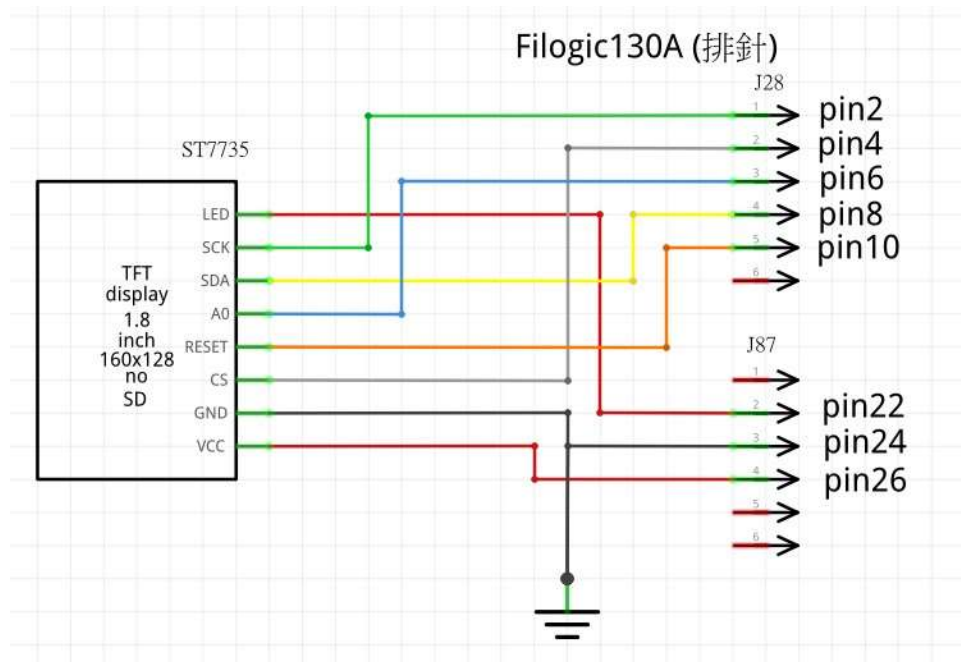 Filogic130A (排針)
J28
1 pin2
2 pin4
3 pin6
4 pin8
5 pin10
6
ST7735
LED
SCK
SDA
A0
RESET
CS
GND
VCC
TFT
display
1.8
inch
160x128
no
SD
J87
1
2 pin22
3 pin24
4 pin26
5
6